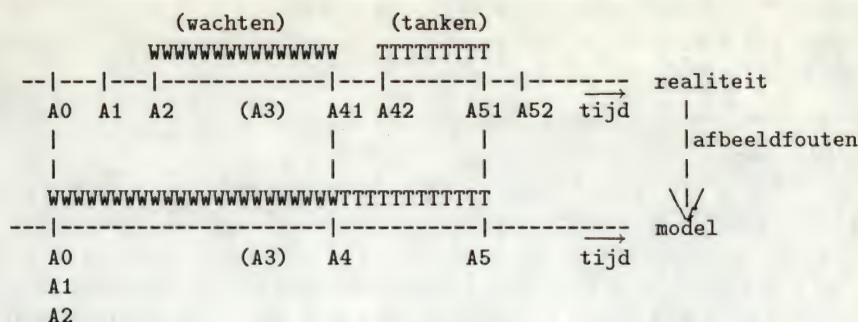 (wachten) (tanken)
WWWWWWWWWWWWWWW TTTTTTTTT
--|---|---|--------------|---|-------|--|-------- realiteit
A0 A1 A2 (A3) A41 A42 A51 A52 tijd |
| | | |afbeeldfouten
| | | |
WWWWWWWWWWWWWWWWWWWWWWWTTTTTTTTTTTT
---|----------------------|-----------|----------- model
A0 (A3) A4 A5 tijd
A1
A2